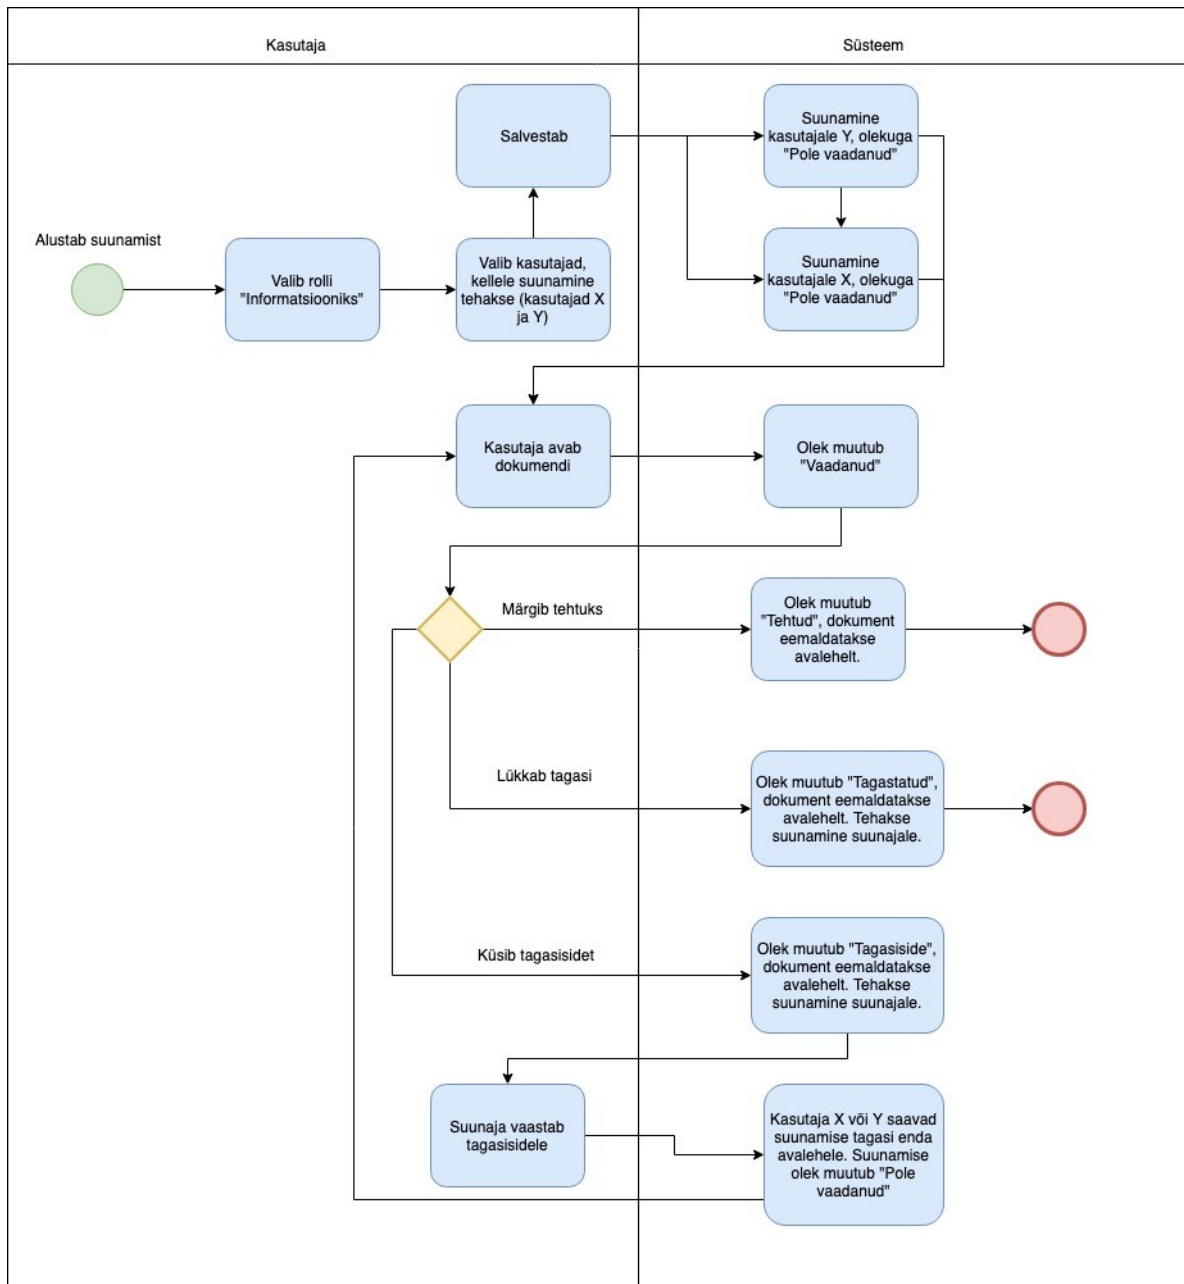 Kasutaja
Süsteem
Salvestab
Suunamine
kasutajale Y, olekuga
"Pole vaadanud"
Alustab suunamist
Valib rolli
"Informatsiooniks"
Valib kasutajad,
kellele suunamine
tehakse (kasutajad X
ja Y)
Suunamine
kasutajale X, olekuga
"Pole vaadanud"
Kasutaja avab
dokumendi
Olek muutub
"Vaadanud"
Märgib tehtuks
Olek muutub
"Tehtud", dokument
eemaldatakse
avalehelt.
Lükkab tagasi
Olek muutub "Tagastatud",
dokument eemaldatakse
avalehelt. Tehakse
suunamine suunajale.
Küsib tagasisidet
Olek muutub "Tagasiside",
dokument eemaldatakse
avalehelt. Tehakse
suunamine suunajale.
Suunaja vaastab
tagasisidele
Kasutaja X või Y saavad
suunamise tagasi enda
avalehele. Suunamise
olek muutub "Pole
vaadanud"